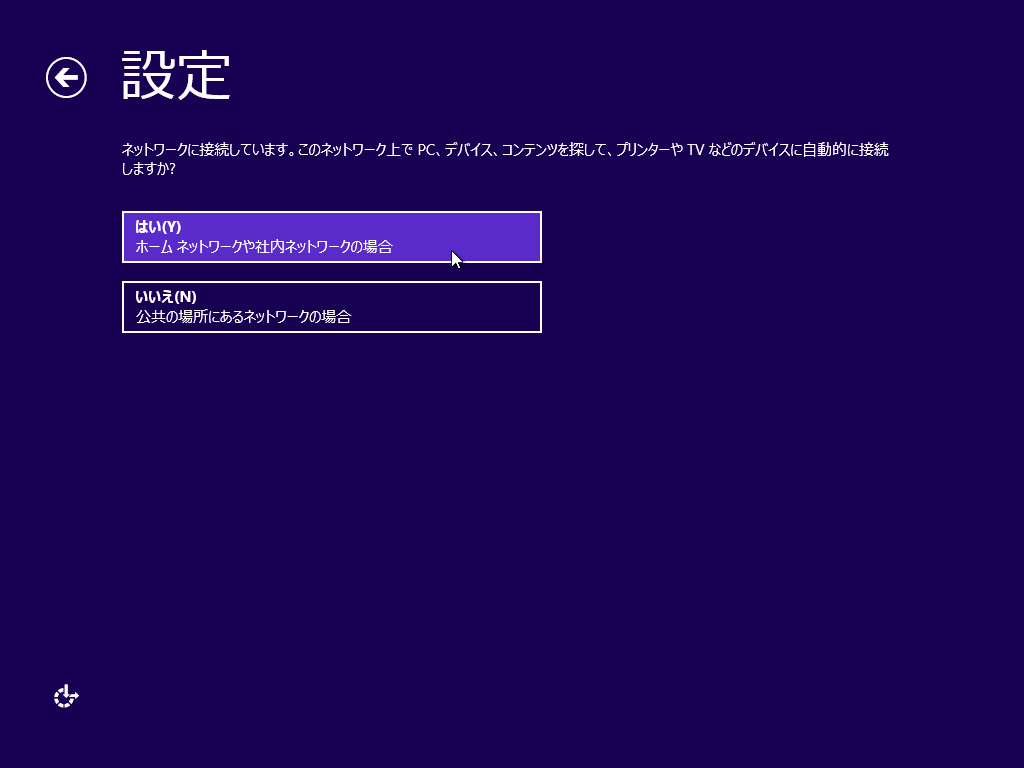 設定
ネットワークに接続しています。このネットワーク上で PC、デバイス、コンテンツを探して、プリンターや TV などのデバイスに自動的に接続
しますか?
はい(Y)
ホーム ネットワークや社内ネットワークの場合
いいえ(N)
公共の場所にあるネットワークの場合